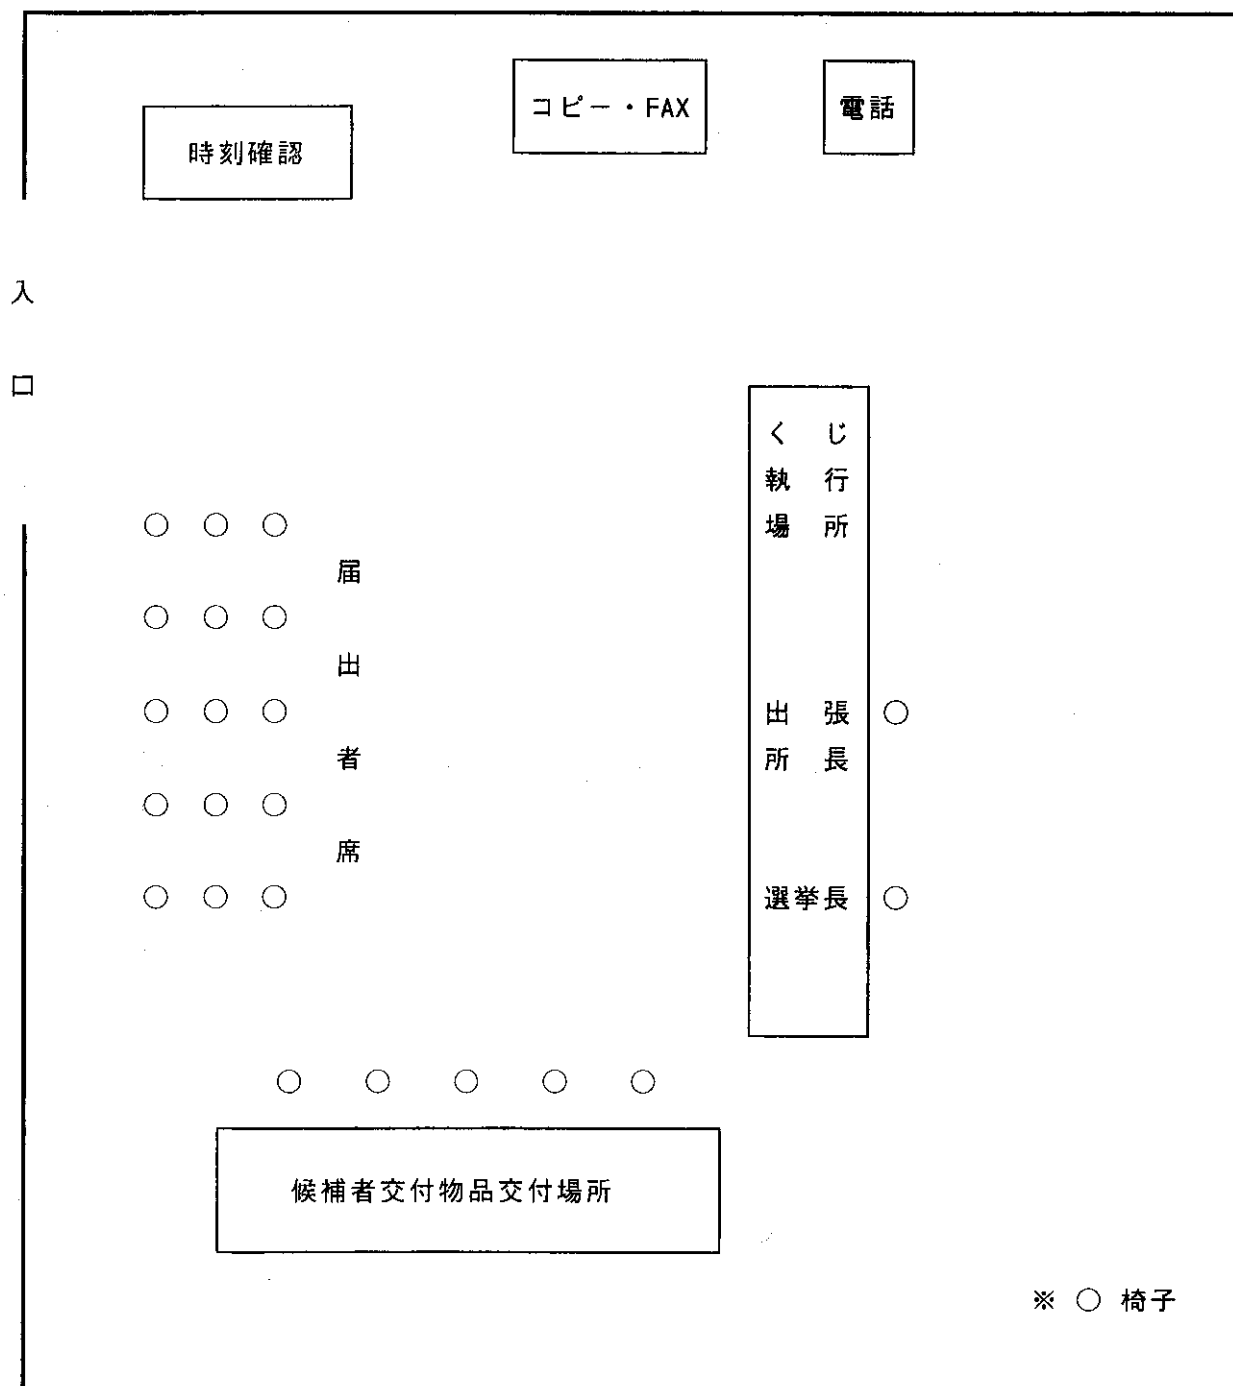 コピー・FAX
電話
時刻確認
入口
くじ
執行
場所
届出者席
出張
所長
選挙長
候補者交付物品交付場所
※ ○ 椅子